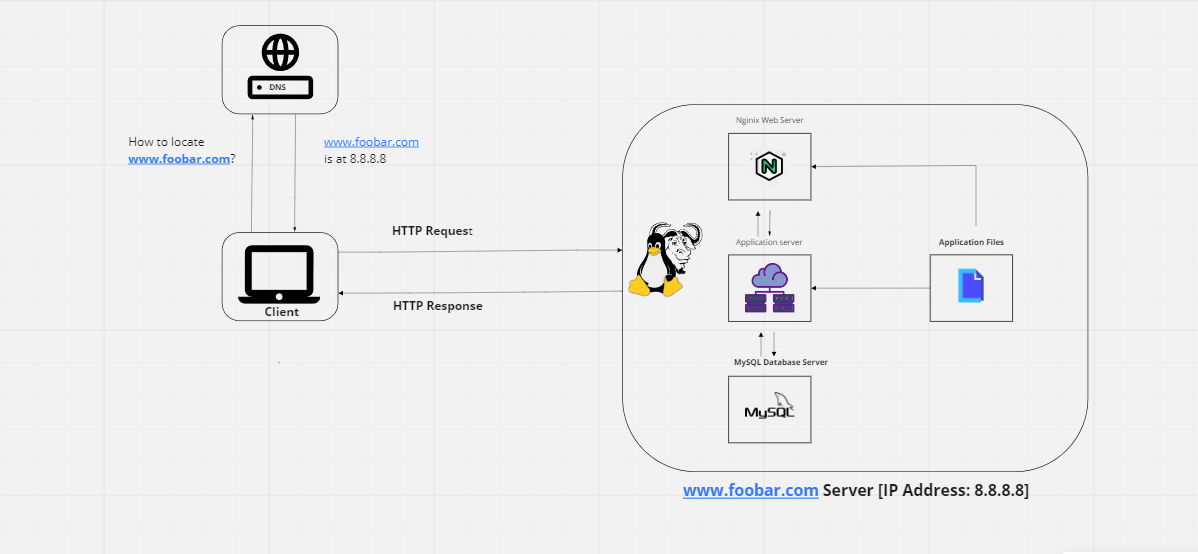 DNS
How to locate
www.foobar.com?
www.foobar.com
is at 8.8.8.8
HTTP Request
HTTP Response
Client
Nginix Web Server
N
Application server
Application Files
MySQL Database Server
MySQL
www.foobar.com Server [IP Address: 8.8.8.8]